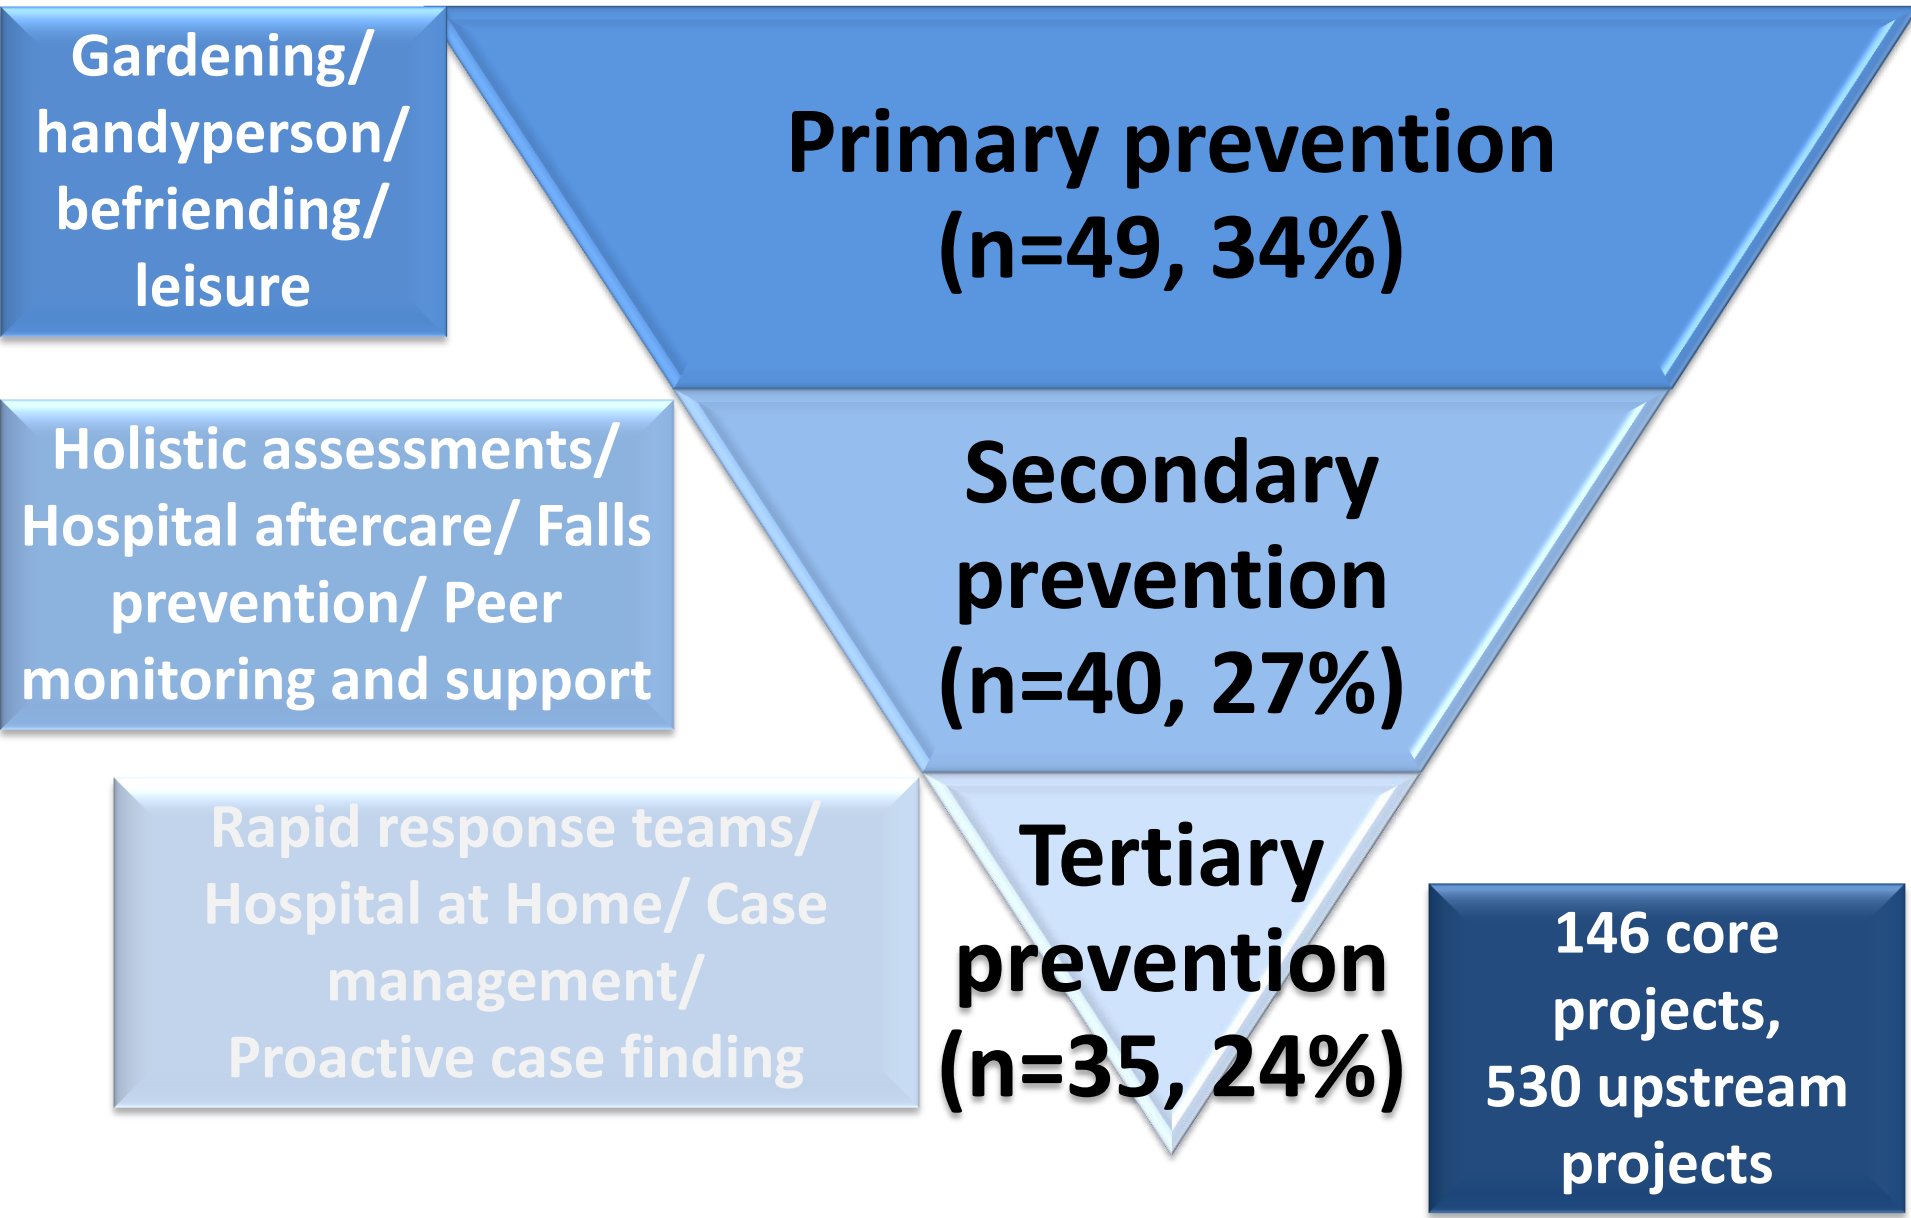 Gardening/
handyperson/
befriending/
leisure
Primary prevention
(n=49, 34%)
Holistic assessments/
Hospital aftercare/ Falls
prevention/ Peer
monitoring and support
Secondary
prevention
(n=40, 27%)
Rapid response teams/
Hospital at Home/ Case
management/
Proactive case finding
Tertiary
prevention
(n=35, 24%)
146 core
projects,
530 upstream
projects